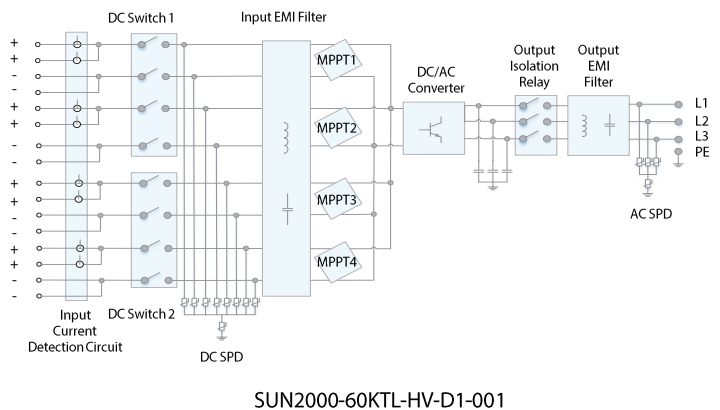 DC Switch 1
Input EMI Filter
+
+
-
-
+
+
-
-
+
+
-
-
+
+
-
-
MPPT1
MPPT2
MPPT3
MPPT4
DC/AC
Converter
Output
Isolation
Relay
Output
EMI
Filter
L1
L2
L3
PE
AC SPD
Input
Current
Detection Circuit
DC Switch 2
DC SPD
SUN2000-60KTL-HV-D1-001